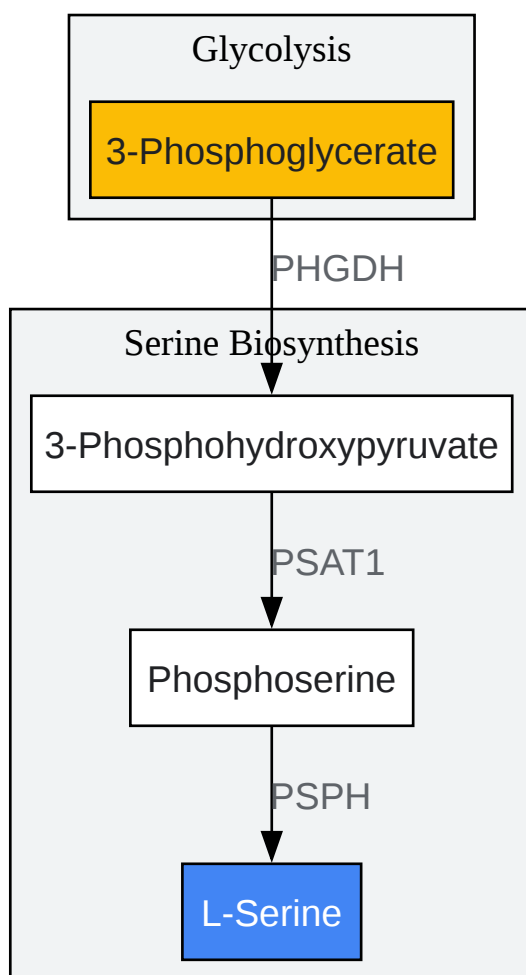 Glycolysis
3-Phosphoglycerate
PHGDH
Serine Biosynthesis
3-Phosphohydroxypyruvate
PSAT1
Phosphoserine
PSPH
L-Serine